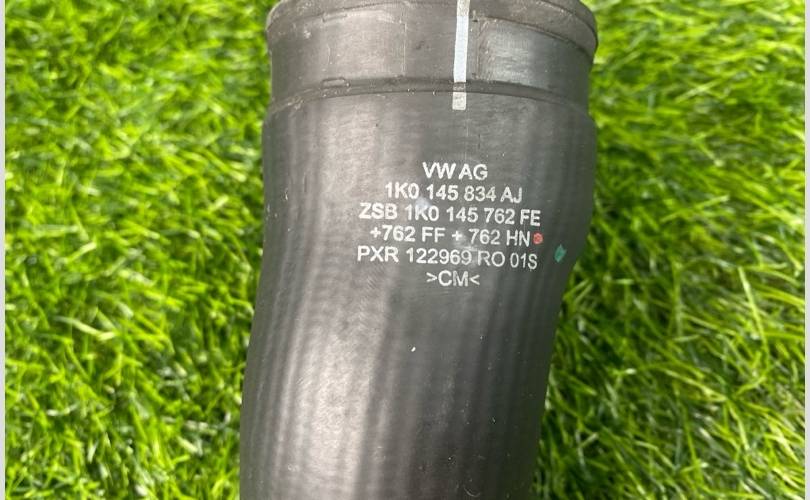 VW AG
1K0 145 834 AJ
ZSB 1K0 145 762 FE
+762 FF + 762 HN
PXR 122969 RO 01S
>CM<